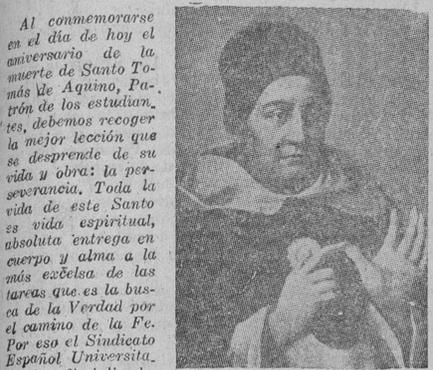 Al conmemorarse
en el día de hoy el
aniversario de la
muerte de Santo To-
más de Aquino, Pa-
trón de los estudian.
tes, debemos recoger
la mejor lección que
se desprende de su
vida y obra: la per-
severancia. Toda la
vida de este Santo
es vida espiritual,
absoluta entrega en
cuerpo y alma a la
más excelsa de las
tareas que es la bus-
ca de la Verdad por
el camino de la Fe.
Por eso el Sindicato
Español Universita.